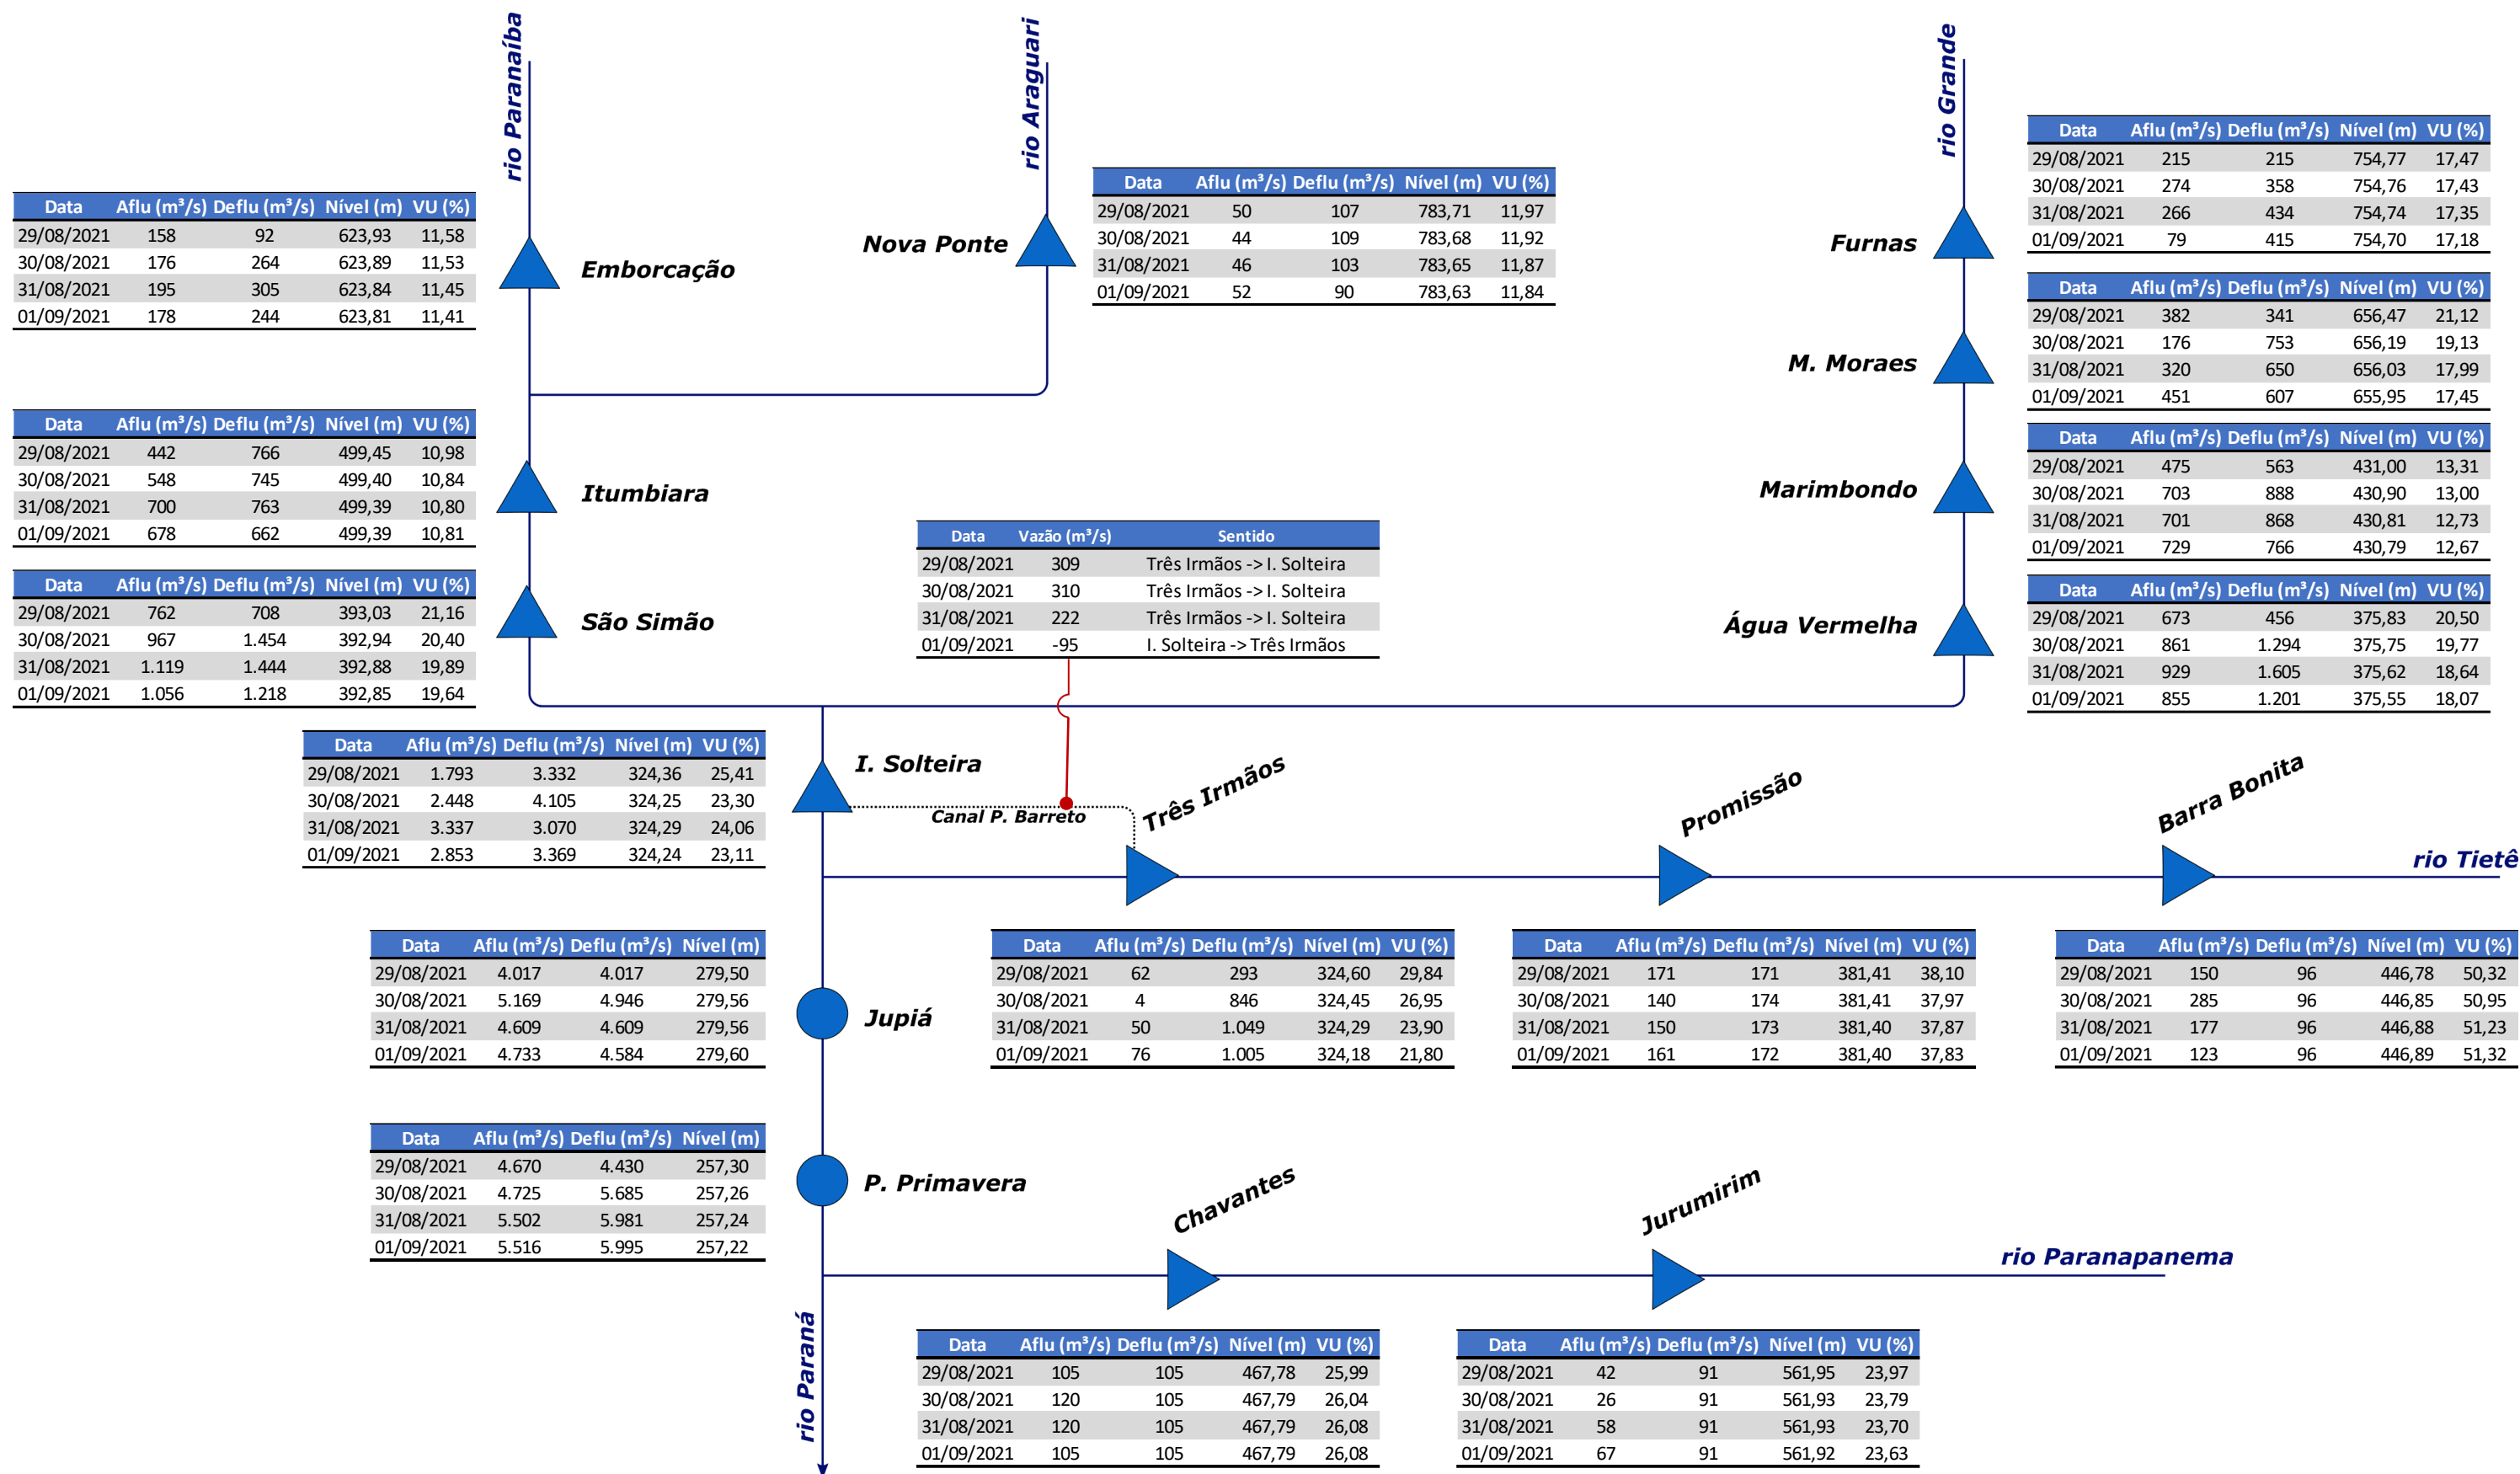 rio Paranaíba
rio Araguari
rio Grande
Data Aflu (m³/s) Deflu (m³/s) Nível (m) VU (%)
29/08/2021 215 215 754,77 17,47
30/08/2021 274 358 754,76 17,43
31/08/2021 266 434 754,74 17,35
01/09/2021 79 415 754,70 17,18
Furnas
Data Aflu (m³/s) Deflu (m³/s) Nível (m) VU (%)
29/08/2021 50 107 783,71 11,97
30/08/2021 44 109 783,68 11,92
31/08/2021 46 103 783,65 11,87
01/09/2021 52 90 783,63 11,84
Nova Ponte
Data Aflu (m³/s) Deflu (m³/s) Nível (m) VU (%)
29/08/2021 158 92 623,93 11,58
30/08/2021 176 264 623,89 11,53
31/08/2021 195 305 623,84 11,45
01/09/2021 178 244 623,81 11,41
Emborcação
Data Aflu (m³/s) Deflu (m³/s) Nível (m) VU (%)
29/08/2021 382 341 656,47 21,12
30/08/2021 176 753 656,19 19,13
31/08/2021 320 650 656,03 17,99
01/09/2021 451 607 655,95 17,45
M. Moraes
Data Aflu (m³/s) Deflu (m³/s) Nível (m) VU (%)
29/08/2021 442 766 499,45 10,98
30/08/2021 548 745 499,40 10,84
31/08/2021 700 763 499,39 10,80
01/09/2021 678 662 499,39 10,81
Itumbiara
Data Aflu (m³/s) Deflu (m³/s) Nível (m) VU (%)
29/08/2021 475 563 431,00 13,31
30/08/2021 703 888 430,90 13,00
31/08/2021 701 868 430,81 12,73
01/09/2021 729 766 430,79 12,67
Marimbondo
Data Vazão (m³/s) Sentido
29/08/2021 309 Três Irmãos -> I. Solteira
30/08/2021 310 Três Irmãos -> I. Solteira
31/08/2021 222 Três Irmãos -> I. Solteira
01/09/2021 -95 I. Solteira -> Três Irmãos
Data Aflu (m³/s) Deflu (m³/s) Nível (m) VU (%)
29/08/2021 762 708 393,03 21,16
30/08/2021 967 1.454 392,94 20,40
31/08/2021 1.119 1.444 392,88 19,89
01/09/2021 1.056 1.218 392,85 19,64
São Simão
Data Aflu (m³/s) Deflu (m³/s) Nível (m) VU (%)
29/08/2021 673 456 375,83 20,50
30/08/2021 861 1.294 375,75 19,77
31/08/2021 929 1.605 375,62 18,64
01/09/2021 855 1.201 375,55 18,07
Água Vermelha
Data Aflu (m³/s) Deflu (m³/s) Nível (m) VU (%)
29/08/2021 1.793 3.332 324,36 25,41
30/08/2021 2.448 4.105 324,25 23,30
31/08/2021 3.337 3.070 324,29 24,06
01/09/2021 2.853 3.369 324,24 23,11
I. Solteira
Canal P. Barreto
Três Irmãos
Promissão
Barra Bonita
rio Tietê
Data Aflu (m³/s) Deflu (m³/s) Nível (m)
29/08/2021 4.017 4.017 279,50
30/08/2021 5.169 4.946 279,56
31/08/2021 4.609 4.609 279,56
01/09/2021 4.733 4.584 279,60
Jupiá
Data Aflu (m³/s) Deflu (m³/s) Nível (m) VU (%)
29/08/2021 62 293 324,60 29,84
30/08/2021 4 846 324,45 26,95
31/08/2021 50 1.049 324,29 23,90
01/09/2021 76 1.005 324,18 21,80
Data Aflu (m³/s) Deflu (m³/s) Nível (m) VU (%)
29/08/2021 171 171 381,41 38,10
30/08/2021 140 174 381,41 37,97
31/08/2021 150 173 381,40 37,87
01/09/2021 161 172 381,40 37,83
Data Aflu (m³/s) Deflu (m³/s) Nível (m) VU (%)
29/08/2021 150 96 446,78 50,32
30/08/2021 285 96 446,85 50,95
31/08/2021 177 96 446,88 51,23
01/09/2021 123 96 446,89 51,32
Data Aflu (m³/s) Deflu (m³/s) Nível (m)
29/08/2021 4.670 4.430 257,30
30/08/2021 4.725 5.685 257,26
31/08/2021 5.502 5.981 257,24
01/09/2021 5.516 5.995 257,22
P. Primavera
Chavantes
Jurumirim
rio Paranapanema
rio Paraná
Data Aflu (m³/s) Deflu (m³/s) Nível (m) VU (%)
29/08/2021 105 105 467,78 25,99
30/08/2021 120 105 467,79 26,04
31/08/2021 120 105 467,79 26,08
01/09/2021 105 105 467,79 26,08
Data Aflu (m³/s) Deflu (m³/s) Nível (m) VU (%)
29/08/2021 42 91 561,95 23,97
30/08/2021 26 91 561,93 23,79
31/08/2021 58 91 561,93 23,70
01/09/2021 67 91 561,92 23,63